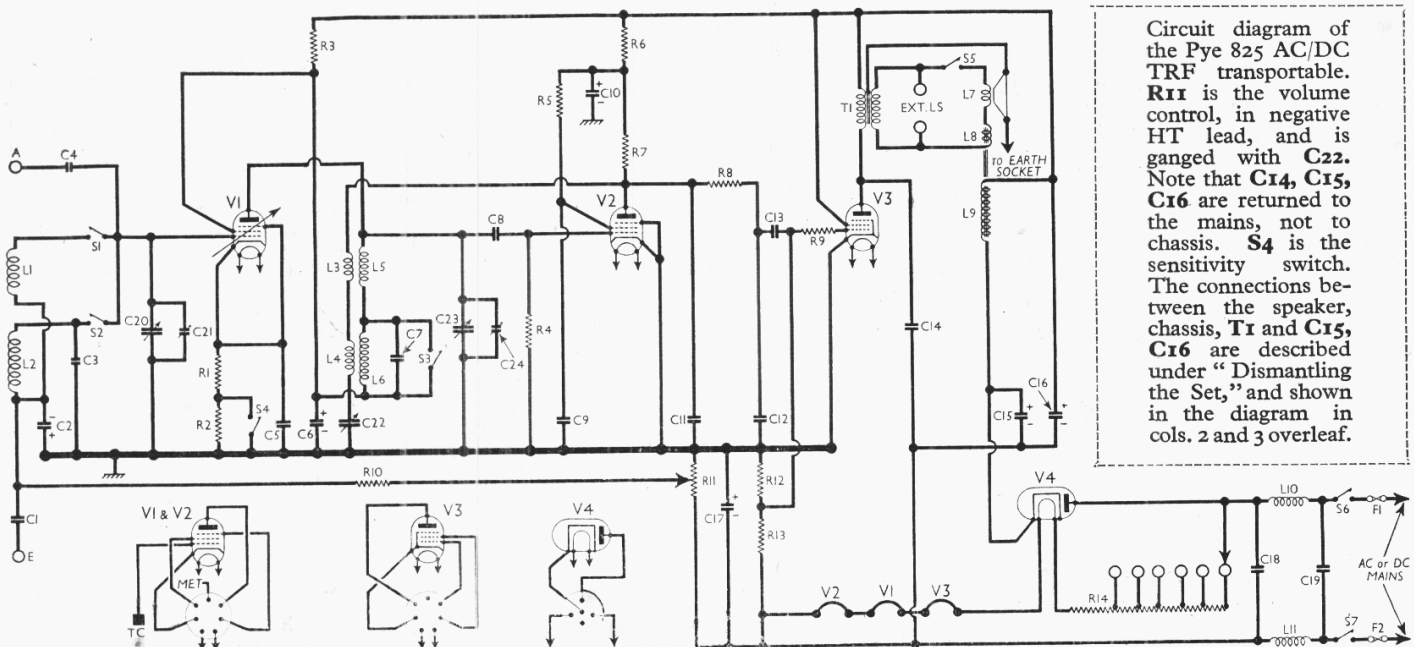 R3
R6
C10
+
-
R5
R7
T1
EXT. LS
S5
L7
L8
TO EARTH
SOCKET
L9
A
C4
V1
V2
V3
R8
C13
R9
C8
S1
L1
S2
L2
C3
C20
C21
L3
L5
C23
C24
R4
C7
S3
L4
L6
R1
R2
S4
C5
C2
-
+
C6
+
-
C22
C9
C11
C12
C14
C15
+
-
C16
+
-
R10
R11
R12
C17
+
-
R13
C1
E
V1 & V2
MET
TC
V3
V4
V2
V1
V3
V4
R14
L10
S6
F1
C18
C19
AC or DC
MAINS
L11
S7
F2
Circuit diagram of
the Pye 825 AC/DC
TRF transportable.
R11 is the volume
control, in negative
HT lead, and is
ganged with C22.
Note that C14, C15,
C16 are returned to
the mains, not to
chassis. S4 is the
sensitivity switch.
The connections be-
tween the speaker,
chassis, T1 and C15,
C16 are described
under " Dismantling
the Set," and shown
in the diagram in
cols. 2 and 3 overleaf.